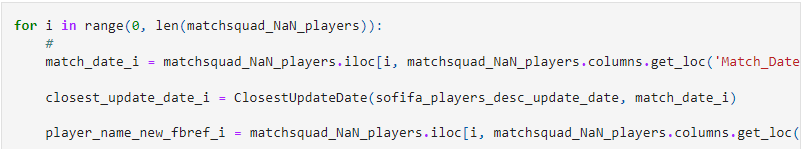 for i in range(0, len(matchsquad_NaN_players)):
#
match_date_i = matchsquad_NaN_players.iloc[i, matchsquad_NaN_players.columns.get_loc('Match_Date
closest_update_date_i = ClosestUpdateDate(sofifa_players_desc_update_date, match_date_i)
player_name_new_fbref_i = matchsquad_NaN_players.iloc[i, matchsquad_NaN_players.columns.get_loc(